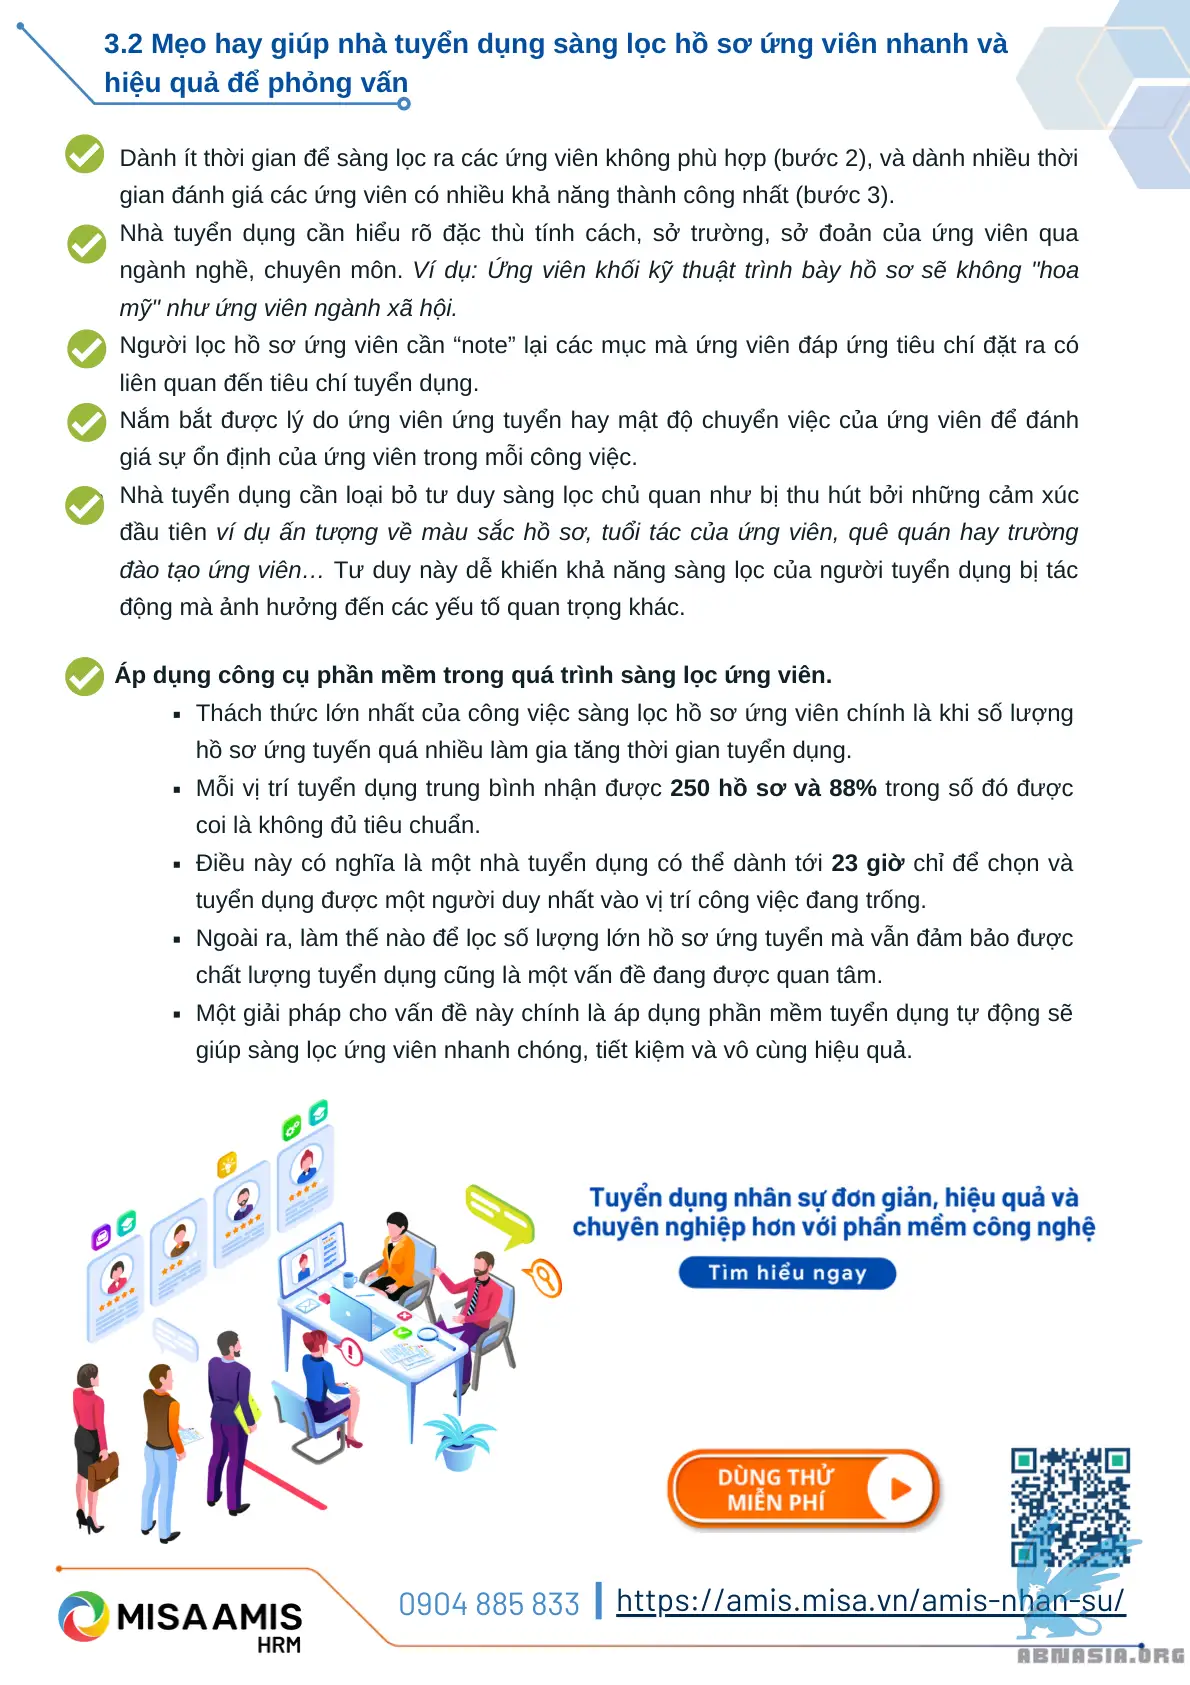 3.2 Mẹo hay giúp nhà tuyển dụng sàng lọc hồ sơ ứng viên nhanh và
hiệu quả để phỏng vấn
Dành ít thời gian để sàng lọc ra các ứng viên không phù hợp (bước 2), và dành nhiều thời
gian đánh giá các ứng viên có nhiều khả năng thành công nhất (bước 3).
Nhà tuyển dụng cần hiểu rõ đặc thù tính cách, sở trường, sở đoản của ứng viên qua
ngành nghề, chuyên môn. Ví dụ: Ứng viên khối kỹ thuật trình bày hồ sơ sẽ không "hoa
mỹ" như ứng viên ngành xã hội.
Người lọc hồ sơ ứng viên cần “note” lại các mục mà ứng viên đáp ứng tiêu chí đặt ra có
liên quan đến tiêu chí tuyển dụng.
Nắm bắt được lý do ứng viên ứng tuyển hay mật độ chuyển việc của ứng viên để đánh
giá sự ổn định của ứng viên trong mỗi công việc.
Nhà tuyển dụng cần loại bỏ tư duy sàng lọc chủ quan như bị thu hút bởi những cảm xúc
đầu tiên ví dụ ấn tượng về màu sắc hồ sơ, tuổi tác của ứng viên, quê quán hay trường
đào tạo ứng viên… Tư duy này dễ khiến khả năng sàng lọc của người tuyển dụng bị tác
động mà ảnh hưởng đến các yếu tố quan trọng khác.
Áp dụng công cụ phần mềm trong quá trình sàng lọc ứng viên.
▪ Thách thức lớn nhất của công việc sàng lọc hồ sơ ứng viên chính là khi số lượng
hồ sơ ứng tuyến quá nhiều làm gia tăng thời gian tuyển dụng.
▪ Mỗi vị trí tuyển dụng trung bình nhận được 250 hồ sơ và 88% trong số đó được
coi là không đủ tiêu chuẩn.
▪ Điều này có nghĩa là một nhà tuyển dụng có thể dành tới 23 giờ chỉ để chọn và
tuyển dụng được một người duy nhất vào vị trí công việc đang trống.
▪ Ngoài ra, làm thế nào để lọc số lượng lớn hồ sơ ứng tuyển mà vẫn đảm bảo được
chất lượng tuyển dụng cũng là một vấn đề đang được quan tâm.
▪ Một giải pháp cho vấn đề này chính là áp dụng phần mềm tuyển dụng tự động sẽ
giúp sàng lọc ứng viên nhanh chóng, tiết kiệm và vô cùng hiệu quả.
Tuyển dụng nhân sự đơn giản, hiệu quả và
chuyên nghiệp hơn với phần mềm công nghệ
Tìm hiểu ngay
DÙNG THỬ
MIỄN PHÍ
MISA AMIS
HRM
0904 885 833 | https://amis.misa.vn/amis-nhan-su/
ABNASIA.ORG